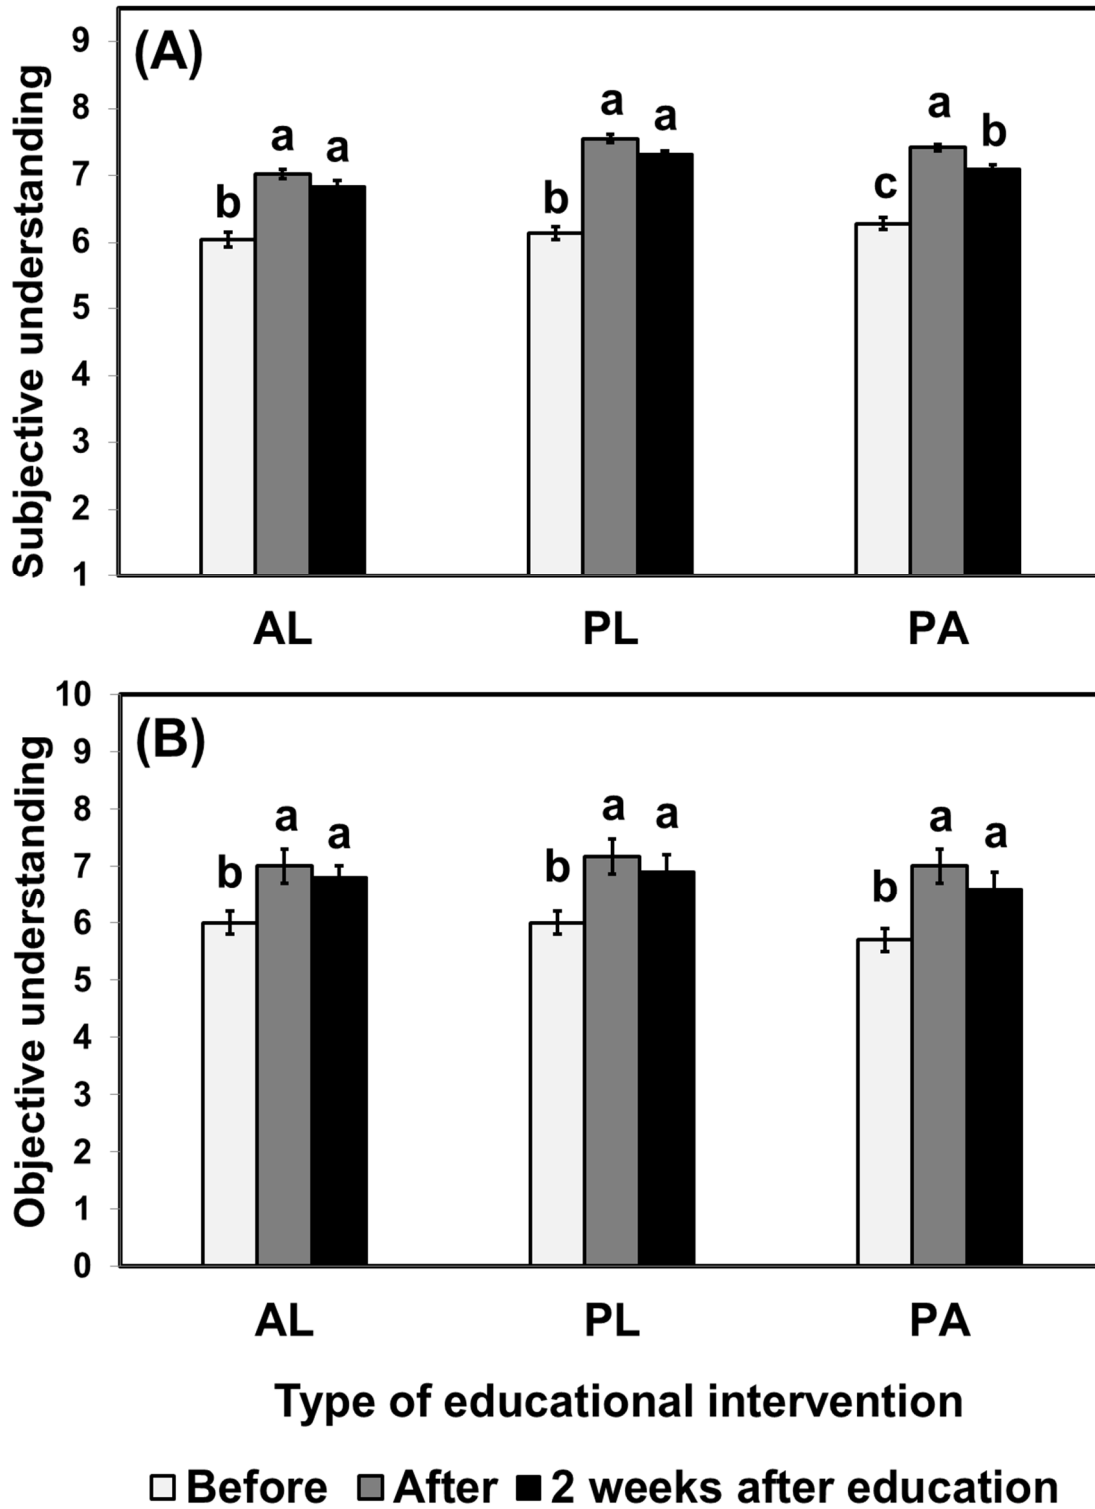 (A)
Subjective understanding
9
8
7
6
5
4
3
2
1
b a a
b a a
c a b
AL PL PA
(B)
Objective understanding
10
9
8
7
6
5
4
3
2
1
0
b a a
b a a
b a a
AL PL PA
Type of educational intervention
Before After 2 weeks after education